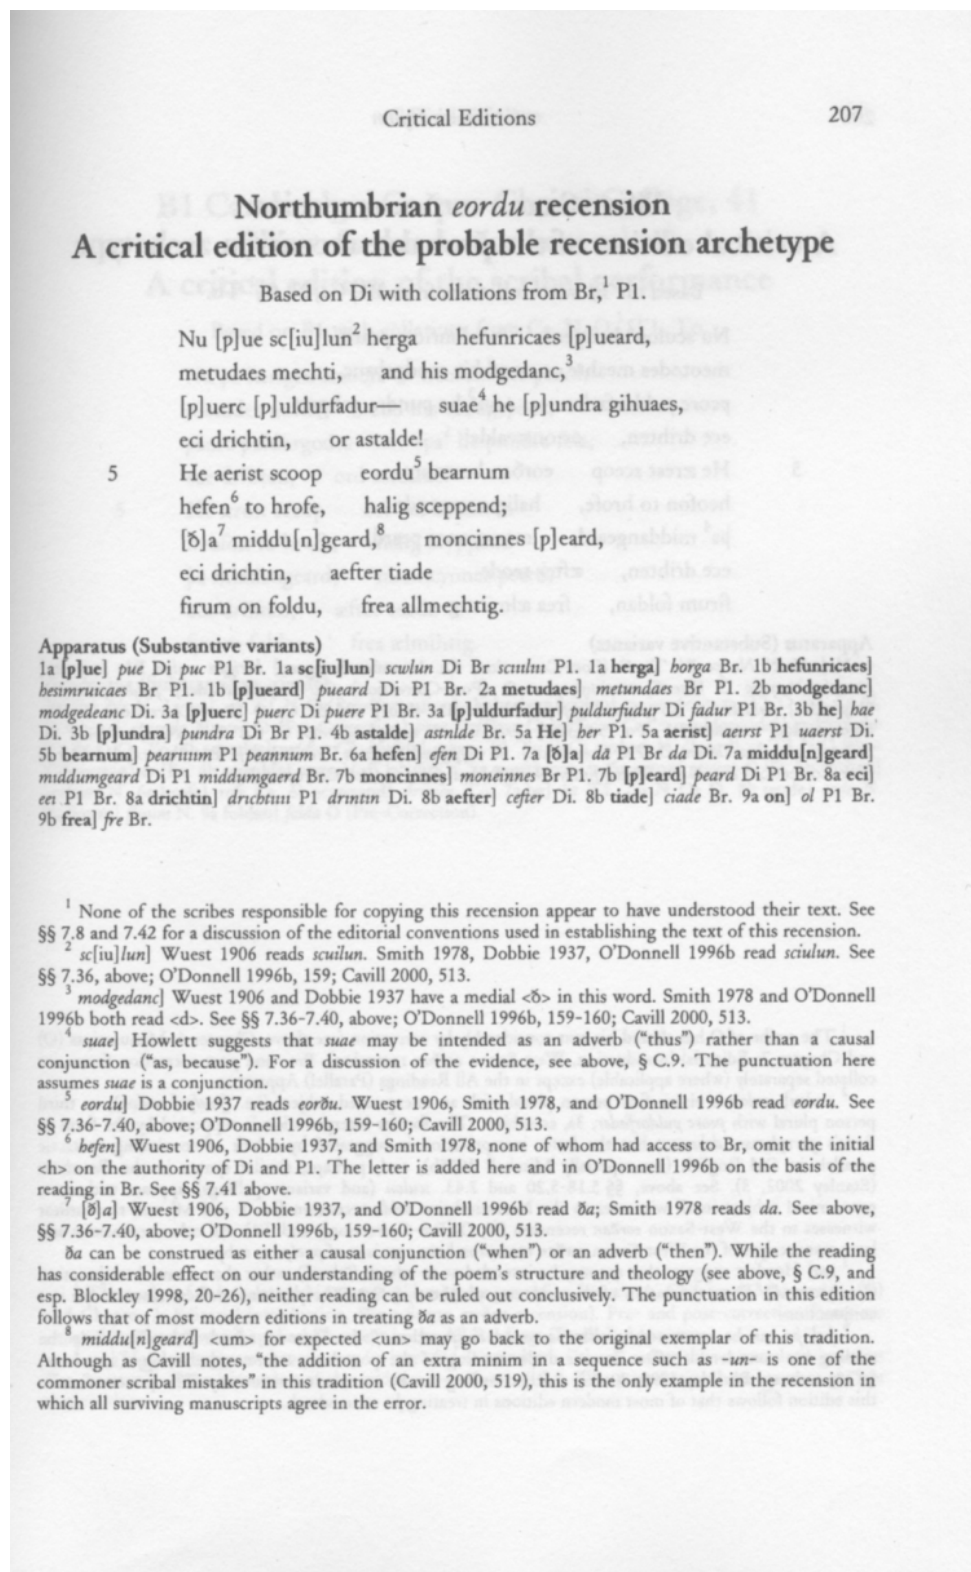 Critical Editions 207
Northumbrian eordu recension
A critical edition of the probable recension archetype
Based on Di with collations from Br,¹ P1.
Nu [p]ue sc[iu]lun² herga hefunricaes [p]ueard,
metudaes mechti, and his modgedanc,³
[p]uerc [p]uldurfadur— suae⁴ he [p]undra gihuaes,
eci drichtin, or astalde!
5 He aerist scoop eordu⁵ bearnum
hefen⁶ to hrofe, halig sceppend;
[ð]a⁷ middu[n]geard,⁸ moncinnes [p]eard,
eci drichtin, aefter tiade
firum on foldu, frea allmechtig.
Apparatus (Substantive variants)
1a [p]ue] pue Di puc P1 Br. 1a sc[iu]lun] scwlun Di Br sciulnı P1. 1a herga] horga Br. 1b hefunricaes]
hesimruicaes Br P1. 1b [p]ueard] pueard Di P1 Br. 2a metudaes] metundaes Br P1. 2b modgedanc]
modgedeanc Di. 3a [p]uerc] puerc Di puere P1 Br. 3a [p]uldurfadur] puldurfudur Di fadur P1 Br. 3b he] hae
Di. 3b [p]undra] pundra Di Br P1. 4b astalde] astnlde Br. 5a He] her P1. 5a aerist] aeırst P1 uaerst Di.
5b bearnum] pearııııım P1 peannum Br. 6a hefen] efen Di P1. 7a [ð]a] da P1 Br da Di. 7a middu[n]geard]
mıddumgeard Di P1 middumgaerd Br. 7b moncinnes] moneinnes Br P1. 7b [p]eard] peard Di P1 Br. 8a eci]
eeı P1 Br. 8a drichtin] drıchtııı P1 drıntın Di. 8b aefter] cefter Di. 8b tiade] ciade Br. 9a on] ol P1 Br.
9b frea] fre Br.
¹ None of the scribes responsible for copying this recension appear to have understood their text. See
§§ 7.8 and 7.42 for a discussion of the editorial conventions used in establishing the text of this recension.
² sc[iu]lun] Wuest 1906 reads scuilun. Smith 1978, Dobbie 1937, O'Donnell 1996b read sciulun. See
§§ 7.36, above; O'Donnell 1996b, 159; Cavill 2000, 513.
³ modgedanc] Wuest 1906 and Dobbie 1937 have a medial <ð> in this word. Smith 1978 and O'Donnell
1996b both read <d>. See §§ 7.36-7.40, above; O'Donnell 1996b, 159-160; Cavill 2000, 513.
⁴ suae] Howlett suggests that suae may be intended as an adverb ("thus") rather than a causal
conjunction ("as, because"). For a discussion of the evidence, see above, § C.9. The punctuation here
assumes suae is a conjunction.
⁵ eordu] Dobbie 1937 reads eorðu. Wuest 1906, Smith 1978, and O'Donnell 1996b read eordu. See
§§ 7.36-7.40, above; O'Donnell 1996b, 159-160; Cavill 2000, 513.
⁶ hefen] Wuest 1906, Dobbie 1937, and Smith 1978, none of whom had access to Br, omit the initial
<h> on the authority of Di and P1. The letter is added here and in O'Donnell 1996b on the basis of the
reading in Br. See §§ 7.41 above.
⁷ [ð]a] Wuest 1906, Dobbie 1937, and O'Donnell 1996b read ða; Smith 1978 reads da. See above,
§§ 7.36-7.40, above; O'Donnell 1996b, 159-160; Cavill 2000, 513.
ða can be construed as either a causal conjunction ("when") or an adverb ("then"). While the reading
has considerable effect on our understanding of the poem's structure and theology (see above, § C.9, and
esp. Blockley 1998, 20-26), neither reading can be ruled out conclusively. The punctuation in this edition
follows that of most modern editions in treating ða as an adverb.
⁸ middu[n]geard] <um> for expected <un> may go back to the original exemplar of this tradition.
Although as Cavill notes, "the addition of an extra minim in a sequence such as -un- is one of the
commoner scribal mistakes" in this tradition (Cavill 2000, 519), this is the only example in the recension in
which all surviving manuscripts agree in the error.